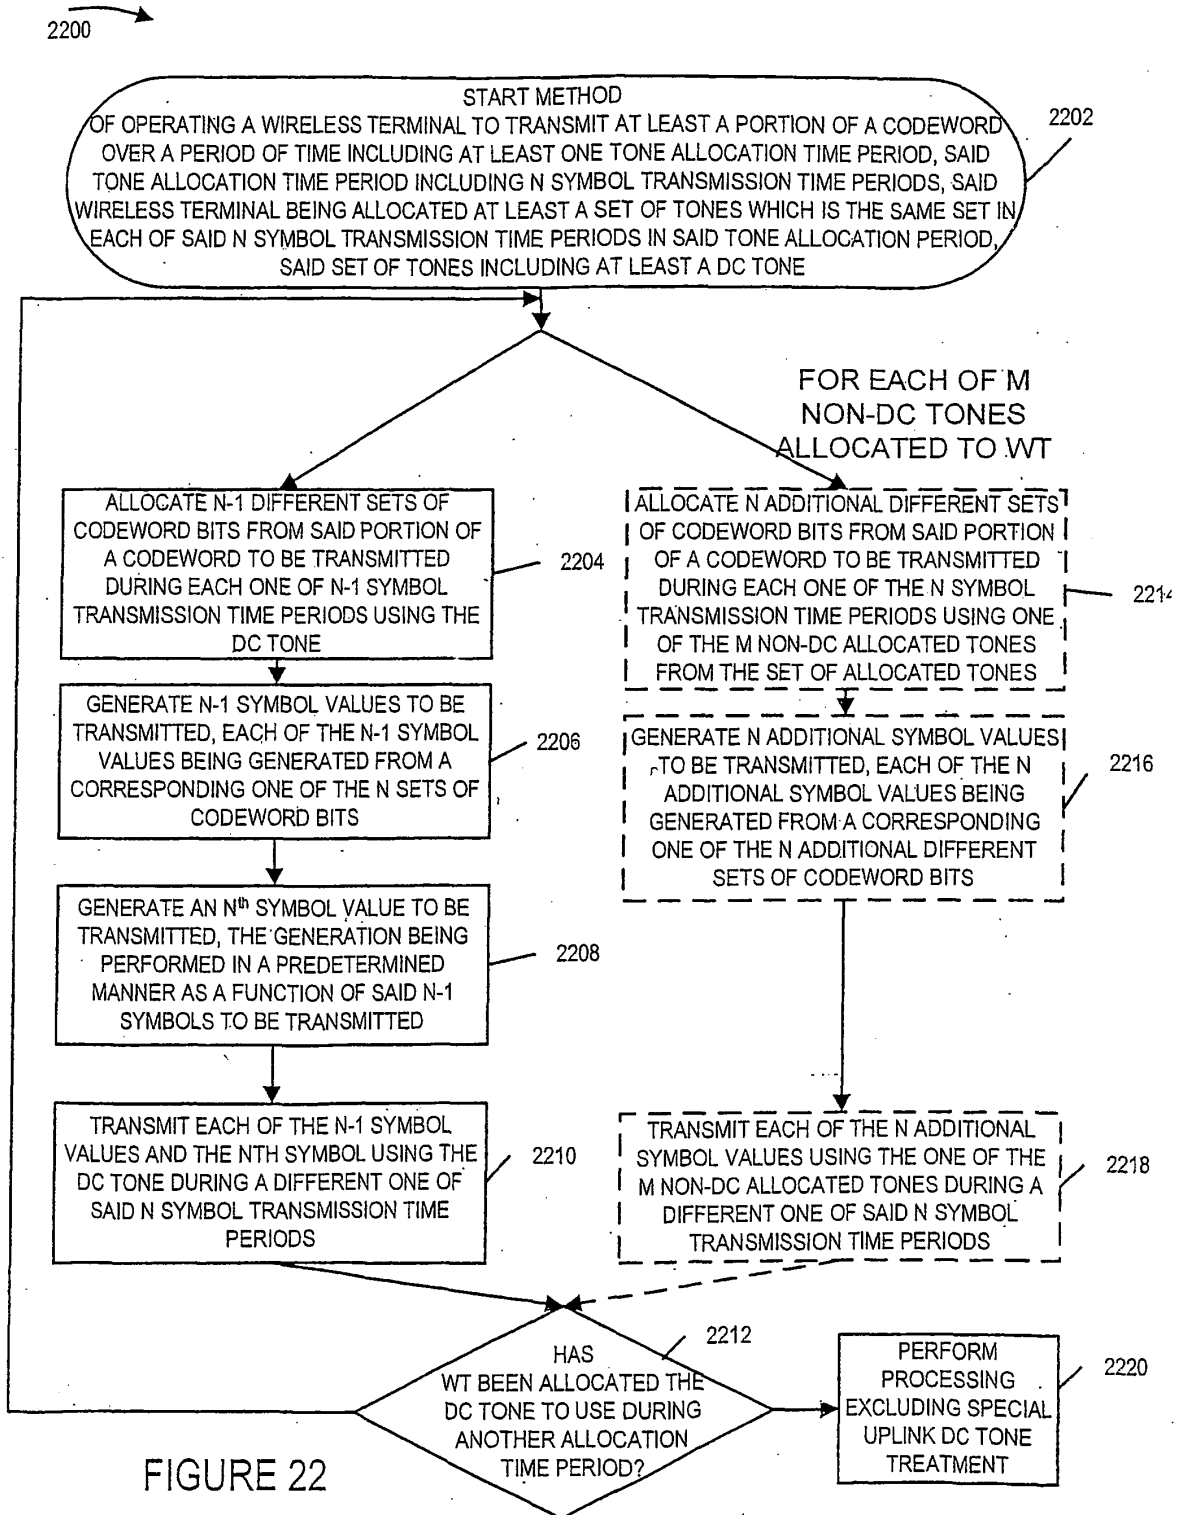 2200
START METHOD
OF OPERATING A WIRELESS TERMINAL TO TRANSMIT AT LEAST A PORTION OF A CODEWORD
OVER A PERIOD OF TIME INCLUDING AT LEAST ONE TONE ALLOCATION TIME PERIOD, SAID
TONE ALLOCATION TIME PERIOD INCLUDING N SYMBOL TRANSMISSION TIME PERIODS, SAID
WIRELESS TERMINAL BEING ALLOCATED AT LEAST A SET OF TONES WHICH IS THE SAME SET IN
EACH OF SAID N SYMBOL TRANSMISSION TIME PERIODS IN SAID TONE ALLOCATION PERIOD,
SAID SET OF TONES INCLUDING AT LEAST A DC TONE
2202
FOR EACH OF M
NON-DC TONES
ALLOCATED TO WT
ALLOCATE N-1 DIFFERENT SETS OF
CODEWORD BITS FROM SAID PORTION OF
A CODEWORD TO BE TRANSMITTED
DURING EACH ONE OF N-1 SYMBOL
TRANSMISSION TIME PERIODS USING THE
DC TONE
2204
ALLOCATE N ADDITIONAL DIFFERENT SETS
OF CODEWORD BITS FROM SAID PORTION
OF A CODEWORD TO BE TRANSMITTED
DURING EACH ONE OF THE N SYMBOL
TRANSMISSION TIME PERIODS USING ONE
OF THE M NON-DC ALLOCATED TONES
FROM THE SET OF ALLOCATED TONES
2214
GENERATE N-1 SYMBOL VALUES TO BE
TRANSMITTED, EACH OF THE N-1 SYMBOL
VALUES BEING GENERATED FROM A
CORRESPONDING ONE OF THE N SETS OF
CODEWORD BITS
2206
GENERATE N ADDITIONAL SYMBOL VALUES
TO BE TRANSMITTED, EACH OF THE N
ADDITIONAL SYMBOL VALUES BEING
GENERATED FROM A CORRESPONDING
ONE OF THE N ADDITIONAL DIFFERENT
SETS OF CODEWORD BITS
2216
GENERATE AN Nth SYMBOL VALUE TO BE
TRANSMITTED, THE GENERATION BEING
PERFORMED IN A PREDETERMINED
MANNER AS A FUNCTION OF SAID N-1
SYMBOLS TO BE TRANSMITTED
2208
TRANSMIT EACH OF THE N-1 SYMBOL
VALUES AND THE NTH SYMBOL USING THE
DC TONE DURING A DIFFERENT ONE OF
SAID N SYMBOL TRANSMISSION TIME
PERIODS
2210
TRANSMIT EACH OF THE N ADDITIONAL
SYMBOL VALUES USING THE ONE OF THE
M NON-DC ALLOCATED TONES DURING A
DIFFERENT ONE OF SAID N SYMBOL
TRANSMISSION TIME PERIODS
2218
HAS
WT BEEN ALLOCATED THE
DC TONE TO USE DURING
ANOTHER ALLOCATION
TIME PERIOD?
2212
PERFORM
PROCESSING
EXCLUDING SPECIAL
UPLINK DC TONE
TREATMENT
2220
FIGURE 22